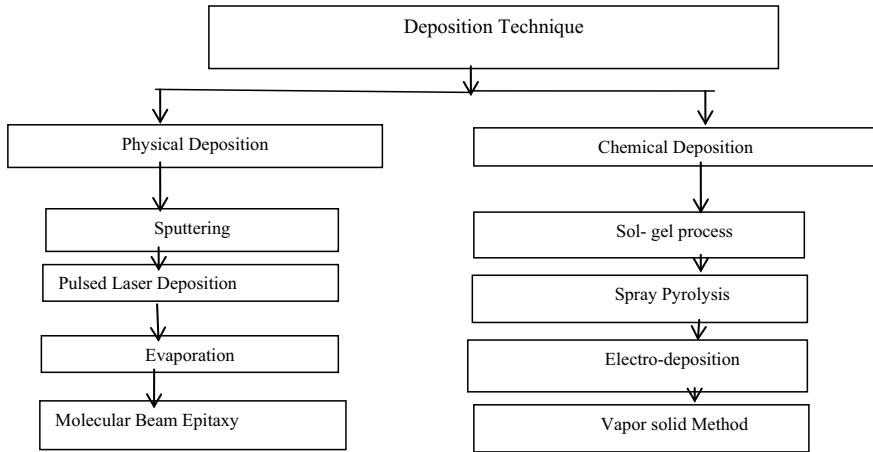 Deposition Technique
Physical Deposition
Chemical Deposition
Sputtering
Sol- gel process
Pulsed Laser Deposition
Spray Pyrolysis
Evaporation
Electro-deposition
Molecular Beam Epitaxy
Vapor solid Method